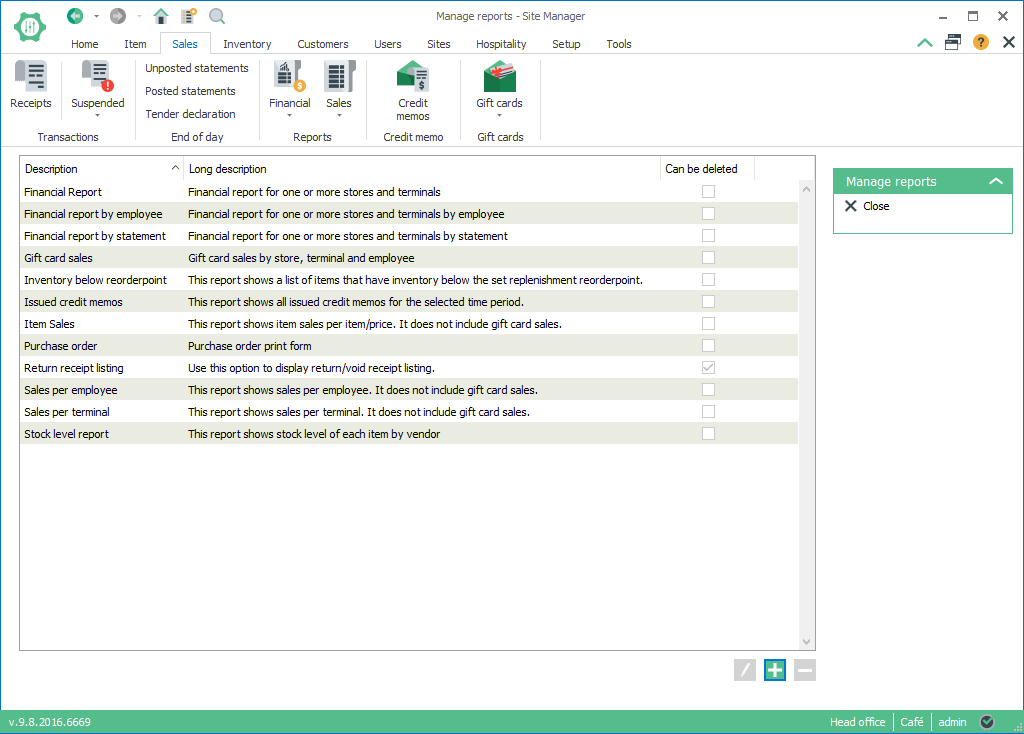 Manage reports - Site Manager
Home Item Sales Inventory Customers Users Sites Hospitality Setup Tools
Receipts
Suspended
Transactions
Unposted statements
Posted statements
Tender declaration
End of day
Financial
Sales
Reports
Credit
memos
Credit memo
Gift cards
Gift cards
Description Long description Can be deleted
Financial Report Financial report for one or more stores and terminals
Financial report by employee Financial report for one or more stores and terminals by employee
Financial report by statement Financial report for one or more stores and terminals by statement
Gift card sales Gift card sales by store, terminal and employee
Inventory below reorderpoint This report shows a list of items that have inventory below the set replenishment reorderpoint.
Issued credit memos This report shows all issued credit memos for the selected time period.
Item Sales This report shows item sales per item/price. It does not include gift card sales.
Purchase order Purchase order print form
Return receipt listing Use this option to display return/void receipt listing.
Sales per employee This report shows sales per employee. It does not include gift card sales.
Sales per terminal This report shows sales per terminal. It does not include gift card sales.
Stock level report This report shows stock level of each item by vendor
Manage reports
Close
v.9.8.2016.6669 Head office Café admin